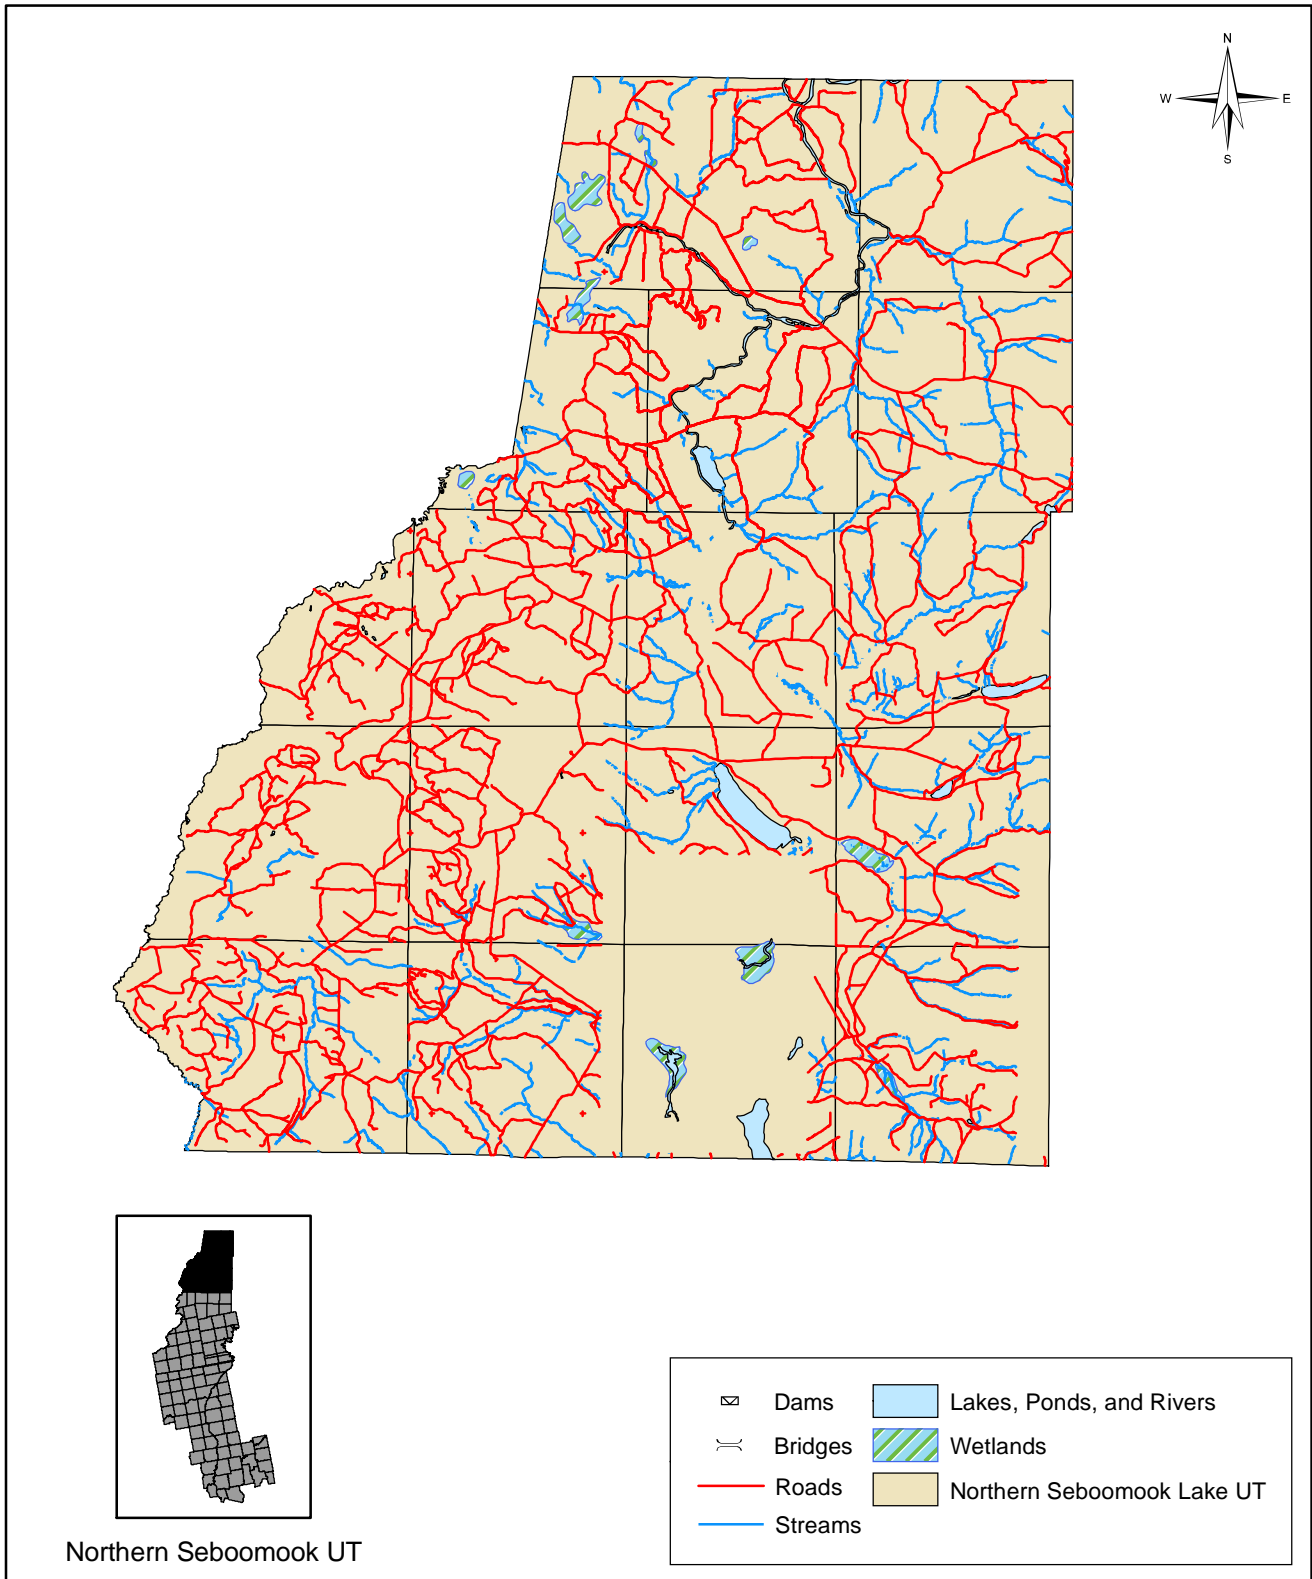 N
W E
S
Dams
Lakes, Ponds, and Rivers
Bridges
Wetlands
Roads
Northern Seboomook Lake UT
Streams
Northern Seboomook UT